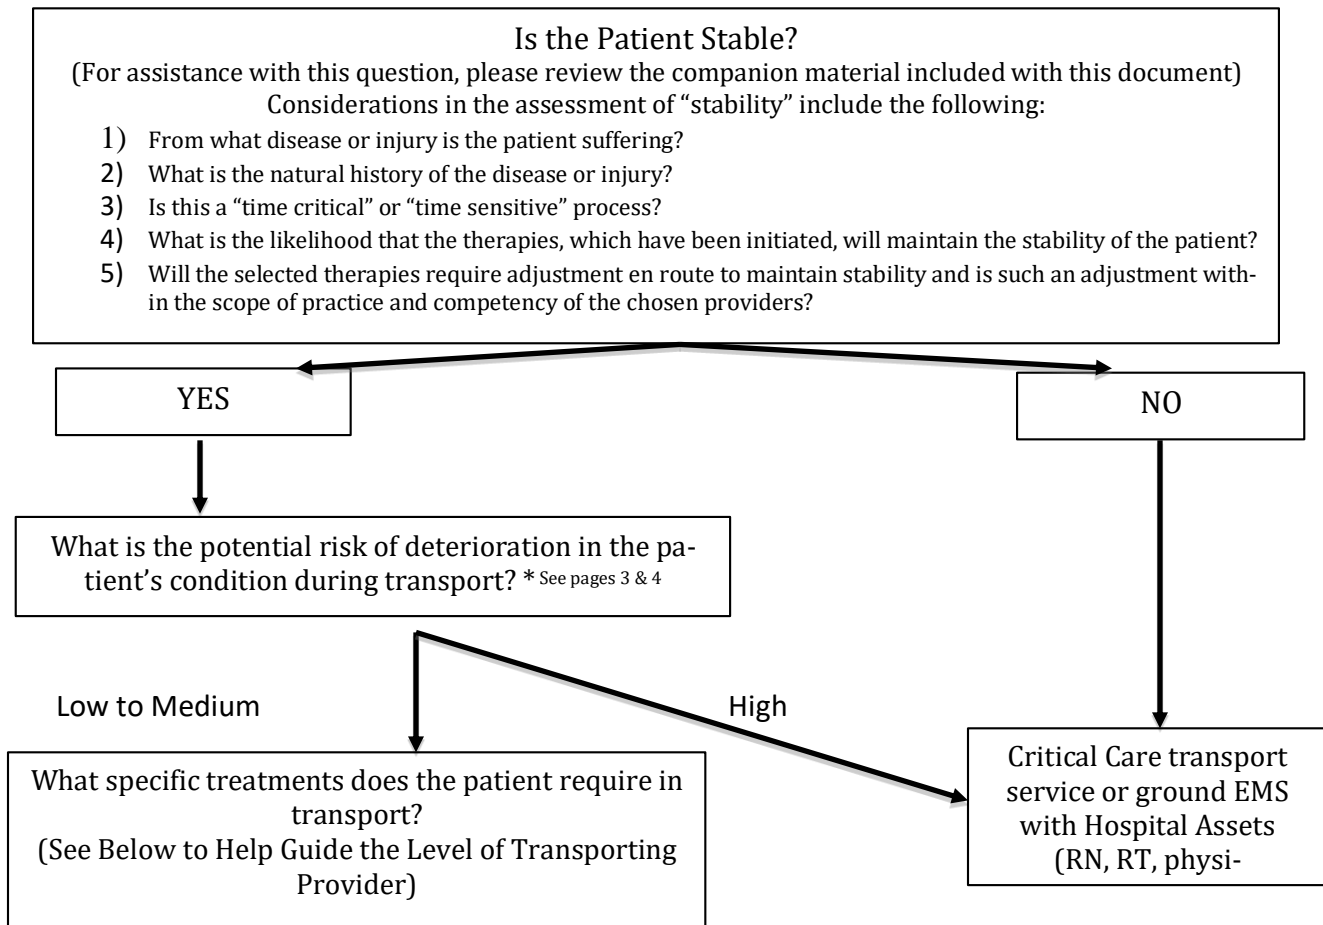 Is the Patient Stable?
(For assistance with this question, please review the companion material included with this document)
Considerations in the assessment of “stability” include the following:
1) From what disease or injury is the patient suffering?
2) What is the natural history of the disease or injury?
3) Is this a “time critical” or “time sensitive” process?
4) What is the likelihood that the therapies, which have been initiated, will maintain the stability of the patient?
5) Will the selected therapies require adjustment en route to maintain stability and is such an adjustment with-
in the scope of practice and competency of the chosen providers?
YES
NO
What is the potential risk of deterioration in the pa-
tient’s condition during transport? * See pages 3 & 4
Low to Medium
High
What specific treatments does the patient require in
transport?
(See Below to Help Guide the Level of Transporting
Provider)
Critical Care transport
service or ground EMS
with Hospital Assets
(RN, RT, physi-